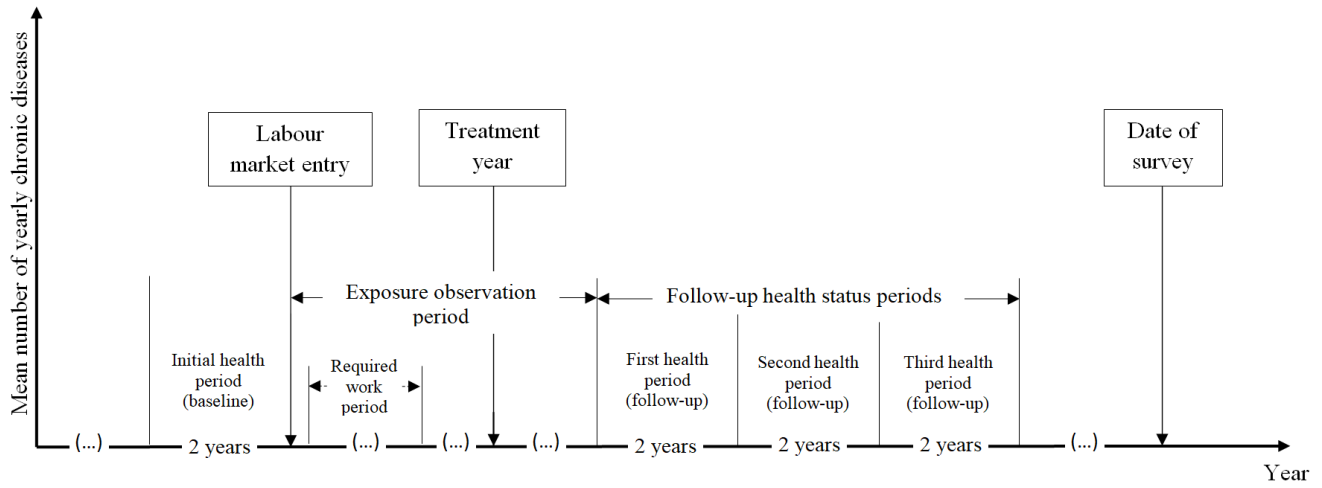 Mean number of yearly chronic diseases
Labour
market entry
Treatment
year
Date of
survey
Exposure observation
period
Follow-up health status periods
Initial health
period
(baseline)
Required
work
period
First health
period
(follow-up)
Second health
period
(follow-up)
Third health
period
(follow-up)
(...) 2 years (...) (...) (...) 2 years 2 years 2 years (...)
Year